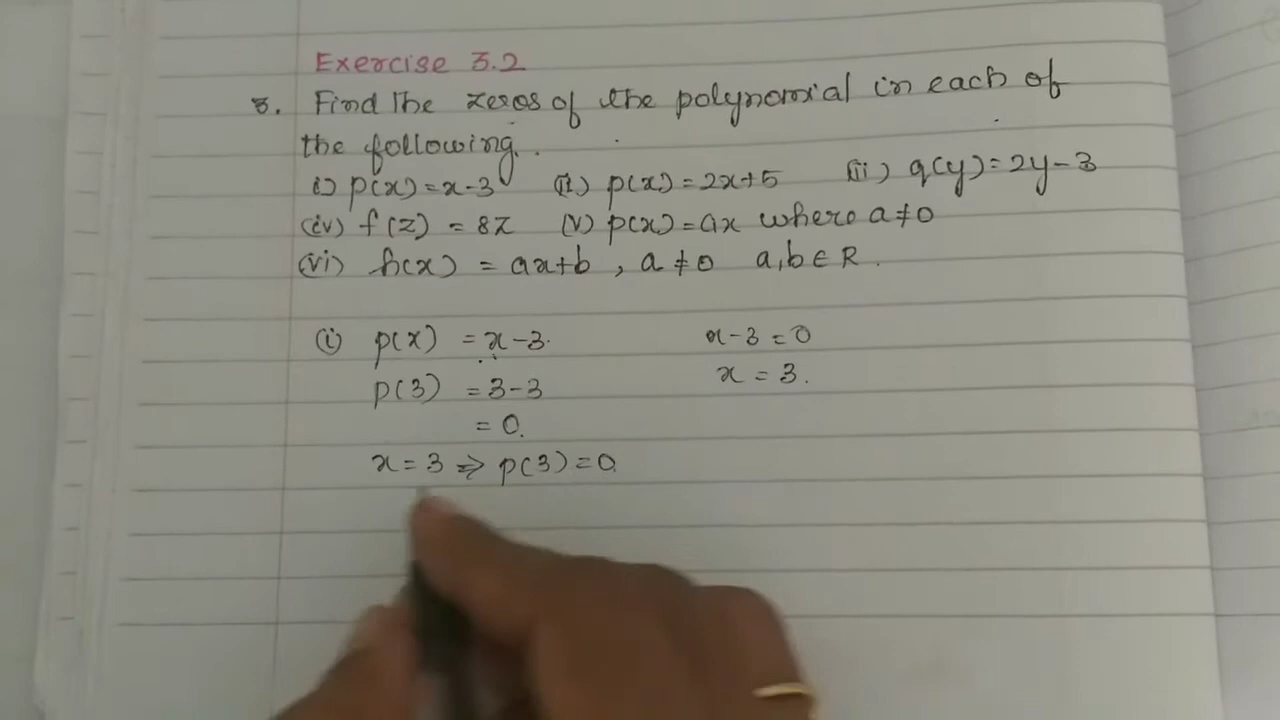 Exercise 3.2
3. Find the zeros of the polynomial in each of
the following.
i) p(x) = x-3 (ii) p(x) = 2x+5 (iii) q(y) = 2y-3
(iv) f(z) = 8z (v) p(x) = ax where a≠0
(vi) h(x) = ax+b , a≠0 a,b∈R.
(i) p(x) = x-3. x-3 = 0
p(3) = 3-3 x = 3.
= 0.
x = 3 ⇒ p(3) = 0